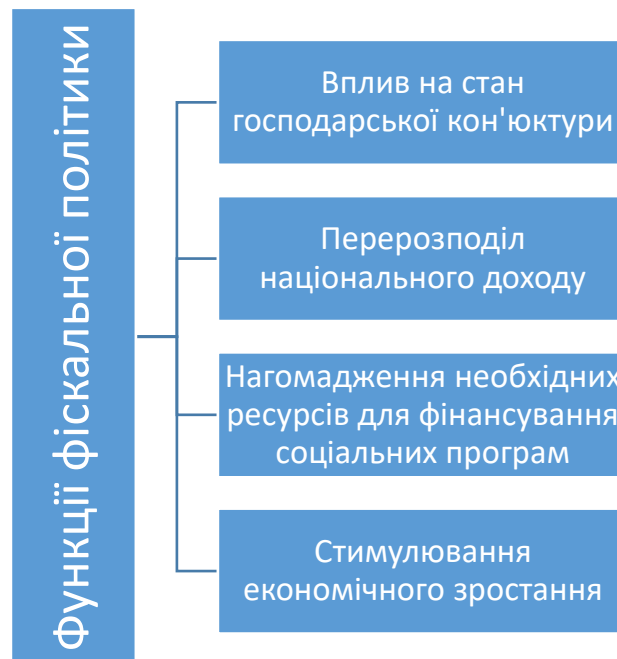 Функції фіскальної політики
Вплив на стан
господарської кон'юктури
Перерозподіл
національного доходу
Нагомадження необхідних
ресурсів для фінансування
соціальних програм
Стимулювання
економічного зростання